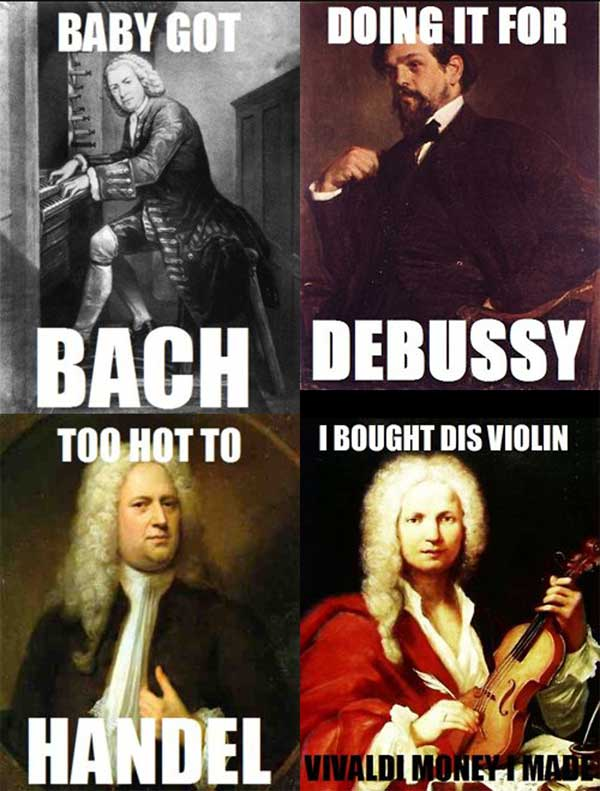 BABY GOT
BACH
DOING IT FOR
DEBUSSY
TOO HOT TO
HANDEL
I BOUGHT DIS VIOLIN
VIVALDI MONEY I MADE